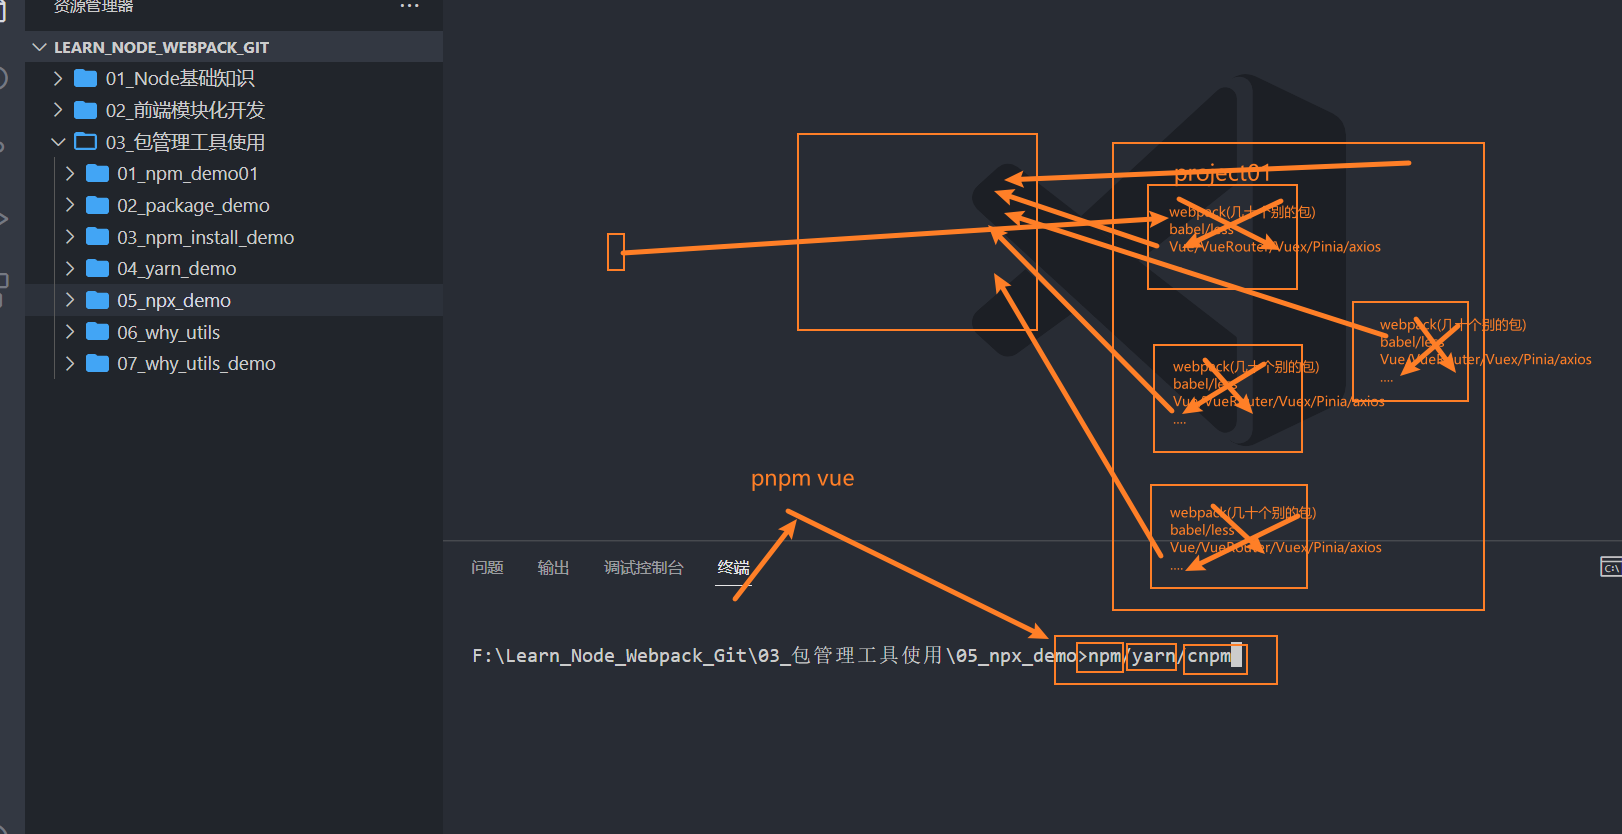 资源管理器
LEARN_NODE_WEBPACK_GIT
01_Node基础知识
02_前端模块化开发
03_包管理工具使用
01_npm_demo01
02_package_demo
03_npm_install_demo
04_yarn_demo
05_npx_demo
06_why_utils
07_why_utils_demo
project01
webpack(几十个别的包)
babel/less
Vue/VueRouter/Vuex/Pinia/axios
webpack(几十个别的包)
babel/less
Vue/VueRouter/Vuex/Pinia/axios
....
webpack(几十个别的包)
babel/less
Vue/VueRouter/Vuex/Pinia/axios
....
webpack(几十个别的包)
babel/less
Vue/VueRouter/Vuex/Pinia/axios
....
pnpm vue
问题 输出 调试控制台 终端
F:\Learn_Node_Webpack_Git\03_包管理工具使用\05_npx_demo>npm/yarn/cnpm